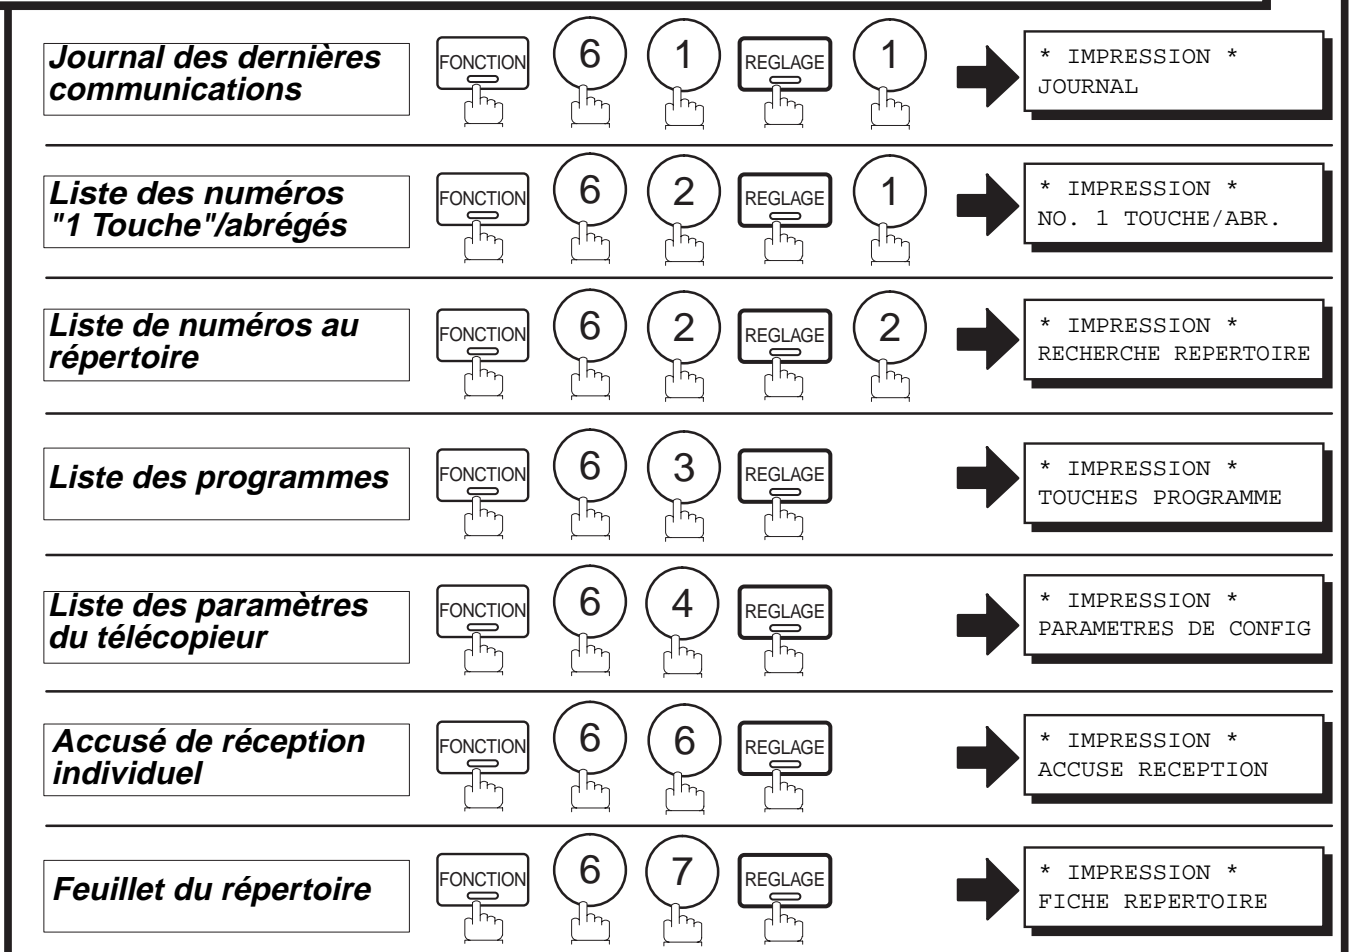 Journal des dernières
communications
FONCTION 6 1 REGLAGE 1
* IMPRESSION *
JOURNAL
Liste des numéros
"1 Touche"/abrégés
FONCTION 6 2 REGLAGE 1
* IMPRESSION *
NO. 1 TOUCHE/ABR.
Liste de numéros au
répertoire
FONCTION 6 2 REGLAGE 2
* IMPRESSION *
RECHERCHE REPERTOIRE
Liste des programmes
FONCTION 6 3 REGLAGE
* IMPRESSION *
TOUCHES PROGRAMME
Liste des paramètres
du télécopieur
FONCTION 6 4 REGLAGE
* IMPRESSION *
PARAMETRES DE CONFIG
Accusé de réception
individuel
FONCTION 6 6 REGLAGE
* IMPRESSION *
ACCUSE RECEPTION
Feuillet du répertoire
FONCTION 6 7 REGLAGE
* IMPRESSION *
FICHE REPERTOIRE